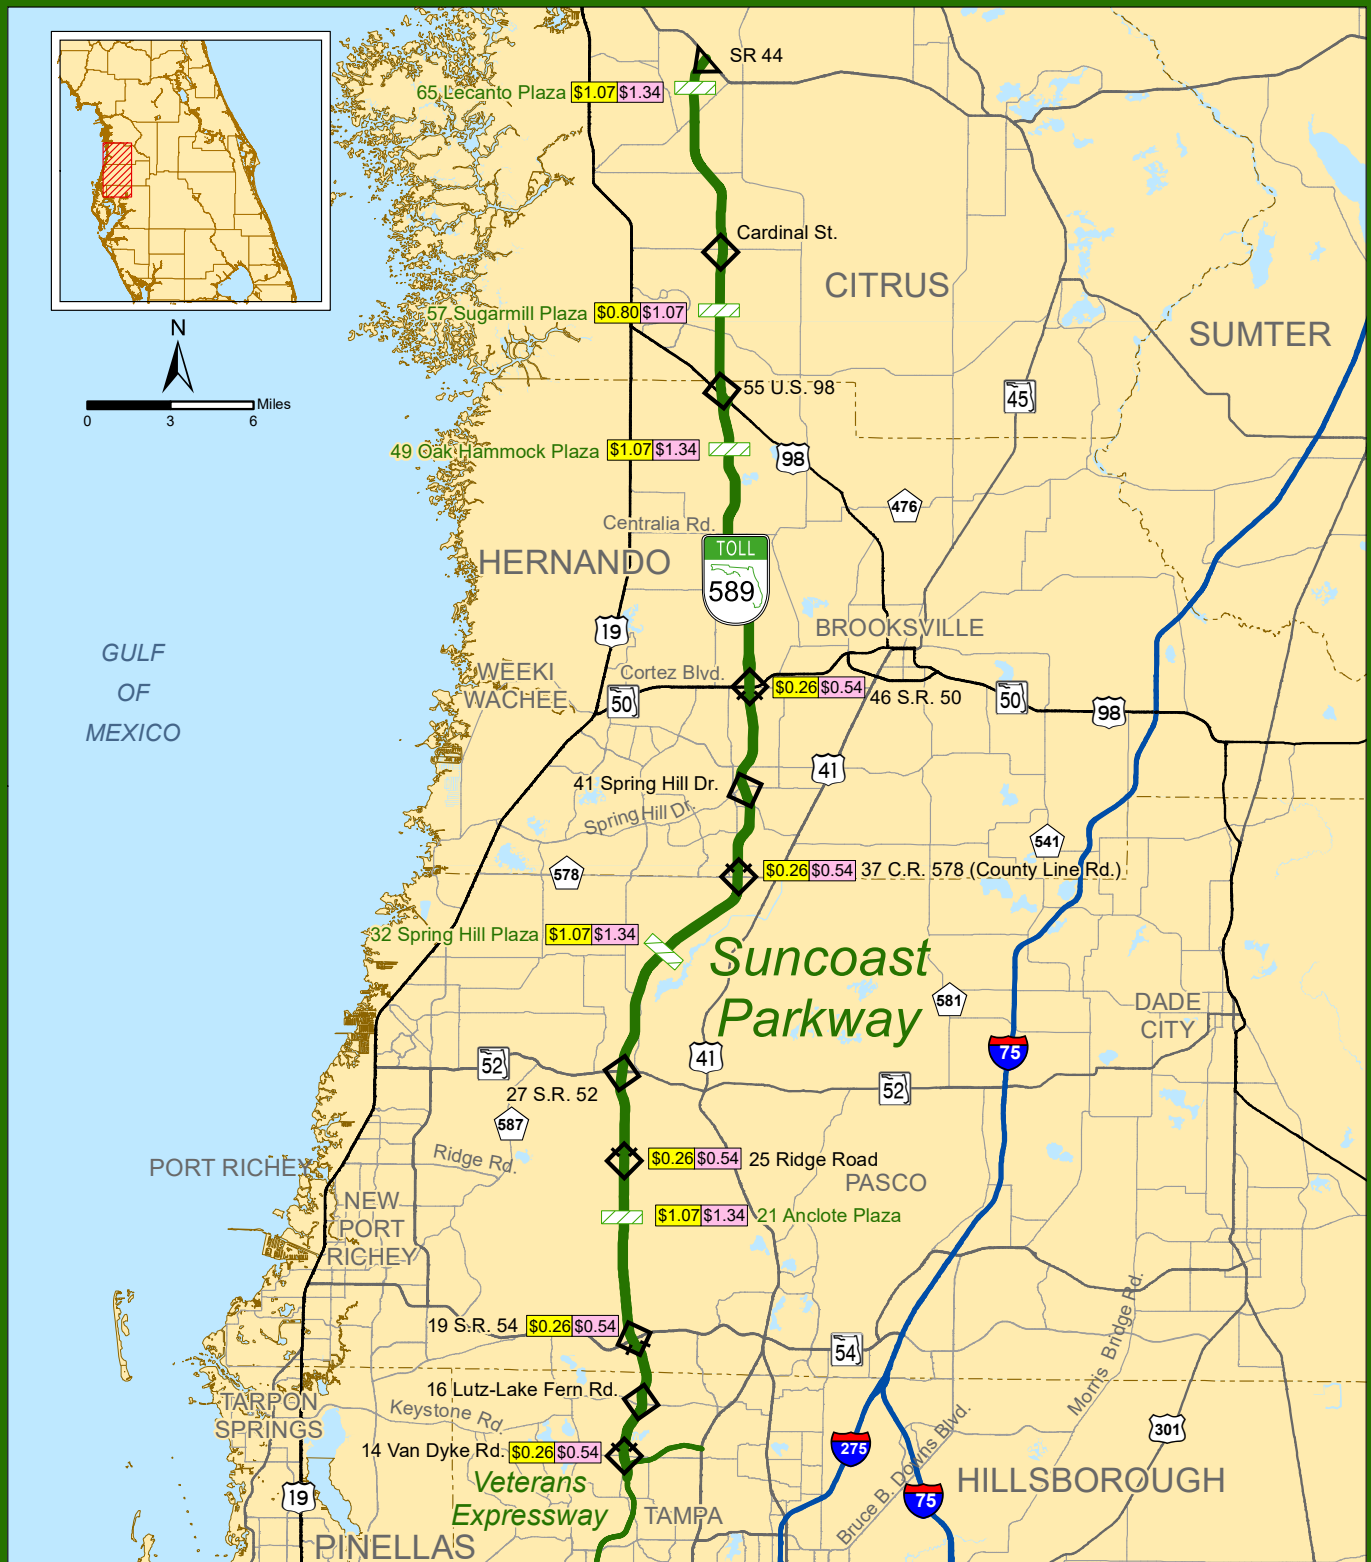 SR 44
65 Lecanto Plaza $1.07 $1.34
Cardinal St.
CITRUS
57 Sugarmill Plaza $0.80 $1.07
SUMTER
N
Miles
0 3 6
55 U.S. 98
45
49 Oak Hammock Plaza $1.07 $1.34
98
476
Centralia Rd.
TOLL
589
HERNANDO
19
BROOKSVILLE
GULF
OF
MEXICO
WEEKI
WACHEE
Cortez Blvd.
50
$0.26 $0.54 46 S.R. 50
50
98
41
41 Spring Hill Dr.
Spring Hill Dr.
541
578
$0.26 $0.54 37 C.R. 578 (County Line Rd.)
32 Spring Hill Plaza $1.07 $1.34
Suncoast
Parkway
581
DADE
CITY
75
41
52
52
27 S.R. 52
587
Ridge Rd.
$0.26 $0.54 25 Ridge Road
PORT RICHEY
PASCO
NEW
PORT
RICHEY
$1.07 $1.34 21 Anclote Plaza
Morris Bridge Rd.
19 S.R. 54 $0.26 $0.54
54
16 Lutz-Lake Fern Rd.
TARPON
SPRINGS
Keystone Rd.
301
14 Van Dyke Rd. $0.26 $0.54
275
Bruce B. Downs Blvd.
Veterans
Expressway
HILLSBOROUGH
75
19
TAMPA
PINELLAS